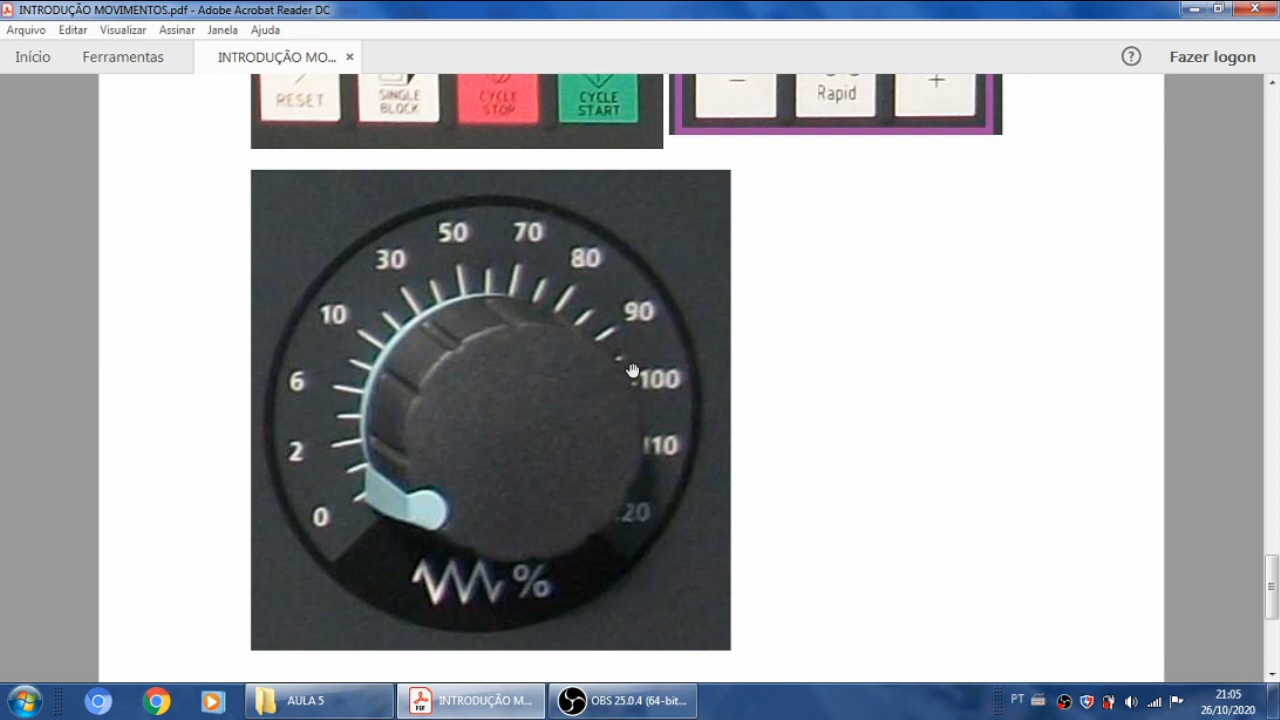 INTRODUÇÃO MOVIMENTOS.pdf - Adobe Acrobat Reader DC
Arquivo Editar Visualizar Assinar Janela Ajuda
Início Ferramentas INTRODUÇÃO MO... × ? Fazer logon
RESET
SINGLE
BLOCK
CYCLE
STOP
CYCLE
START
−
Rapid
+
50
70
30
80
10
90
6
100
2
110
0
%
AULA 5
INTRODUÇÃO M...
OBS 25.0.4 (64-bit...
PT
21:05
26/10/2020